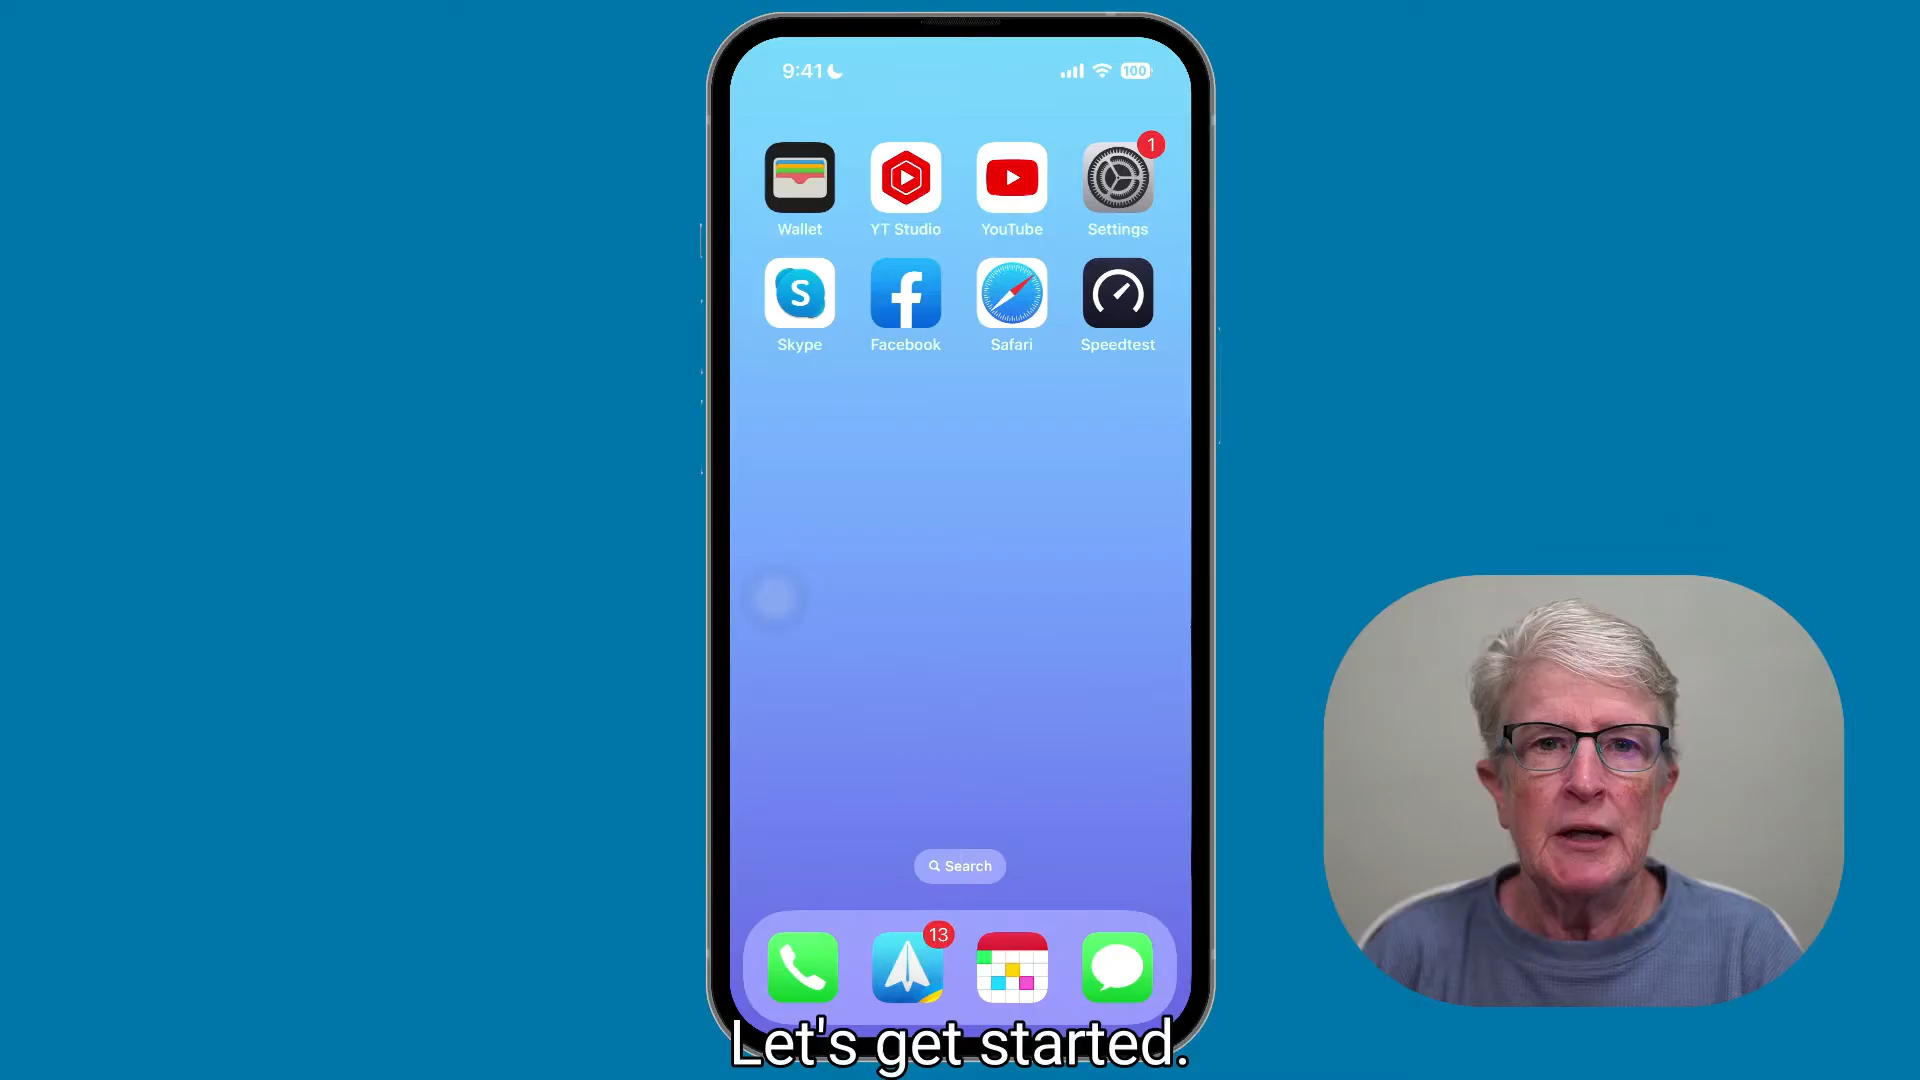 9:41
100
1
Wallet
YT Studio
YouTube
Settings
S
Skype
Facebook
Safari
Speedtest
Search
13
Let's get started.